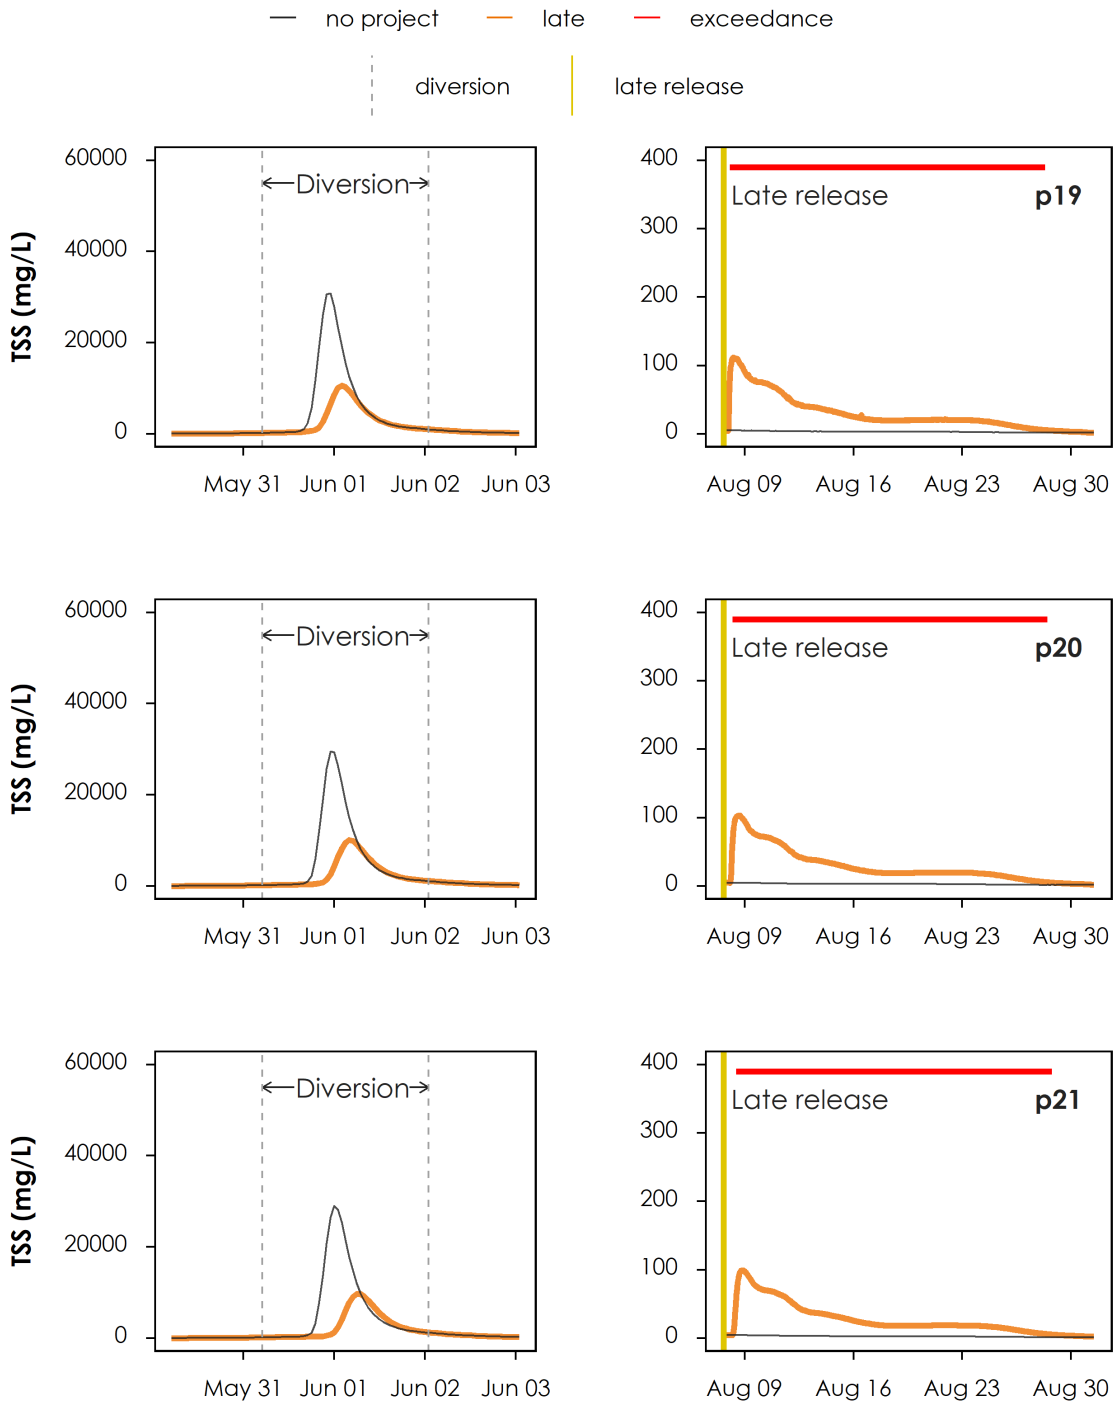 no project late exceedance
diversion late release
60000
40000
20000
0
TSS (mg/L)
Diversion
May 31 Jun 01 Jun 02 Jun 03
400
300
200
100
0
Late release p19
Aug 09 Aug 16 Aug 23 Aug 30
60000
40000
20000
0
TSS (mg/L)
Diversion
May 31 Jun 01 Jun 02 Jun 03
400
300
200
100
0
Late release p20
Aug 09 Aug 16 Aug 23 Aug 30
60000
40000
20000
0
TSS (mg/L)
Diversion
May 31 Jun 01 Jun 02 Jun 03
400
300
200
100
0
Late release p21
Aug 09 Aug 16 Aug 23 Aug 30